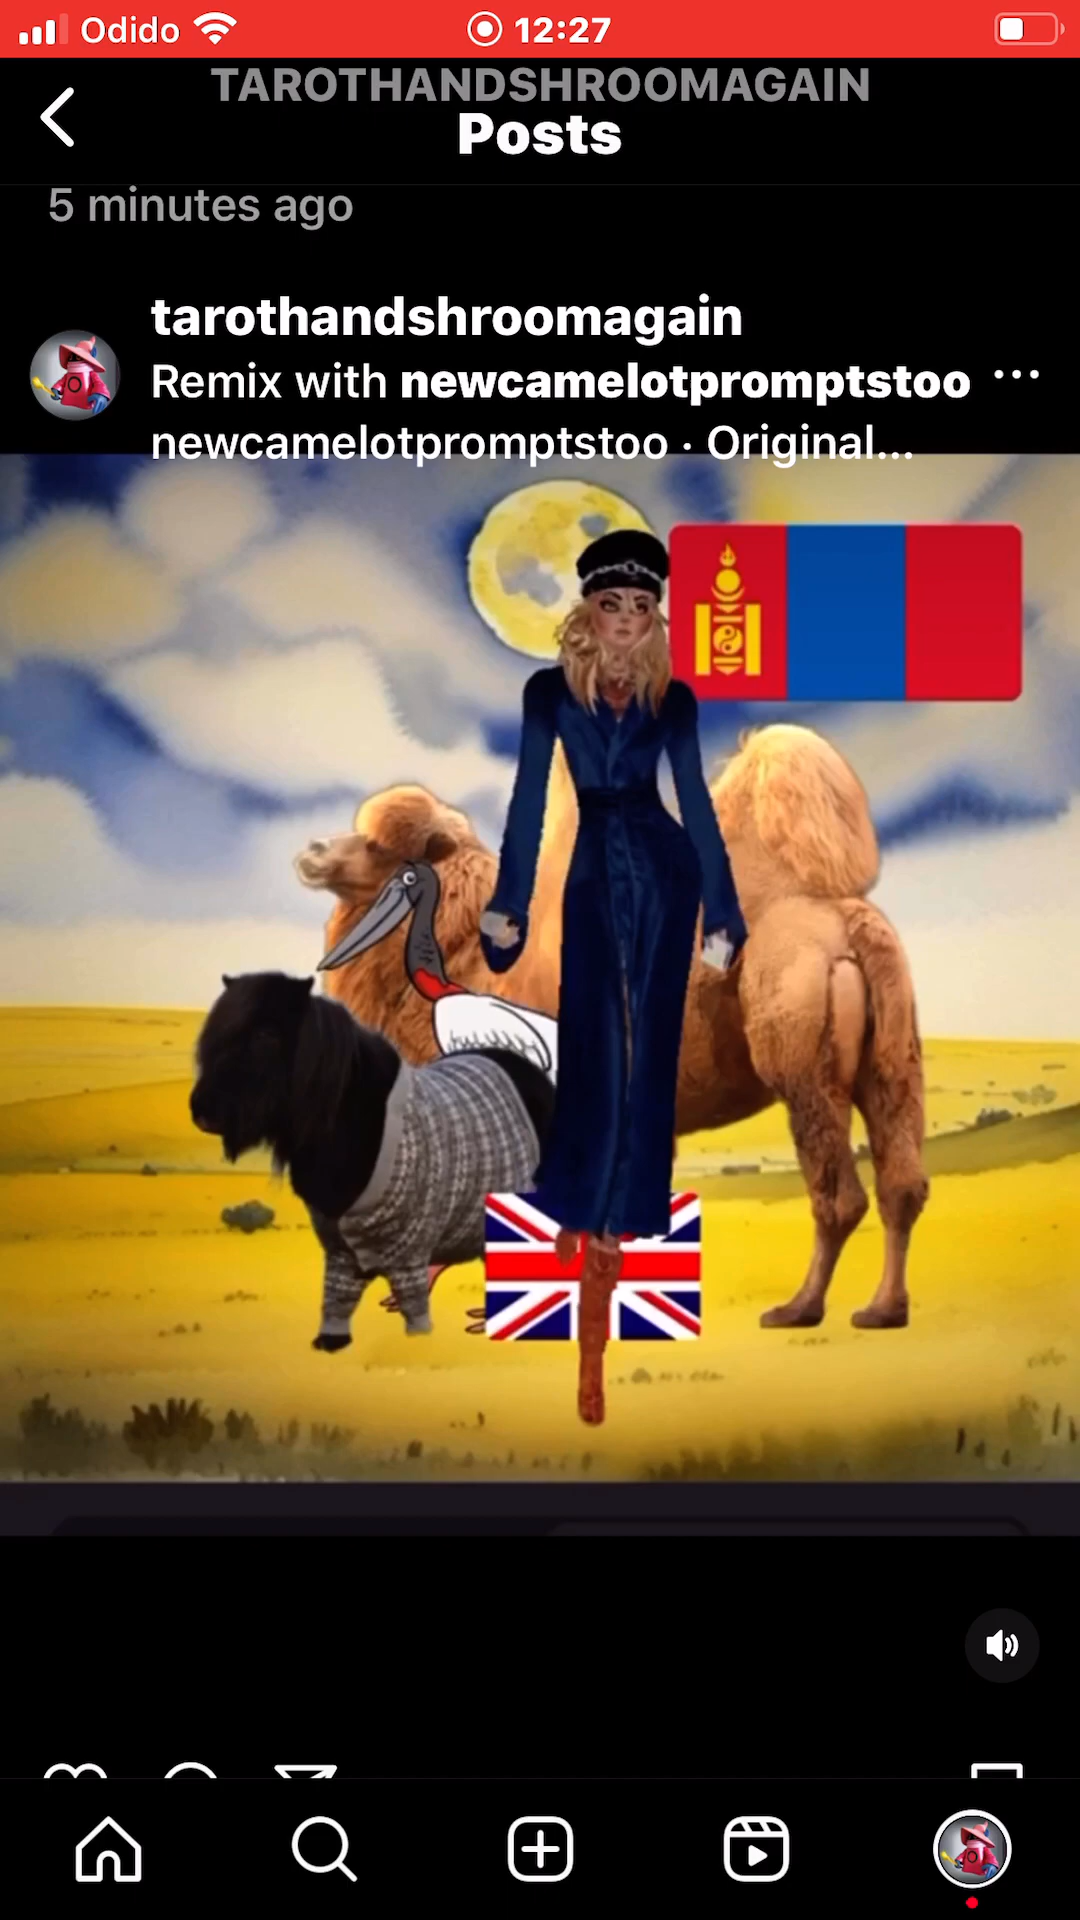 Odido 12:27
TAROTHANDSHROOMAGAIN
Posts
5 minutes ago
tarothandshroomagain
Remix with newcamelotpromptstoo
newcamelotpromptstoo · Original...